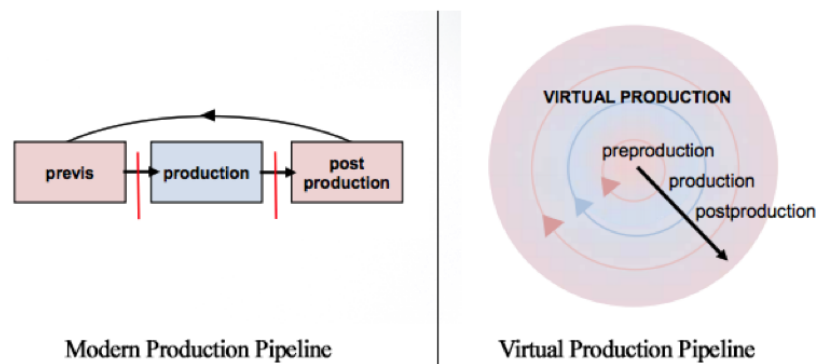 previs
production
post
production
Modern Production Pipeline
VIRTUAL PRODUCTION
preproduction
production
postproduction
Virtual Production Pipeline